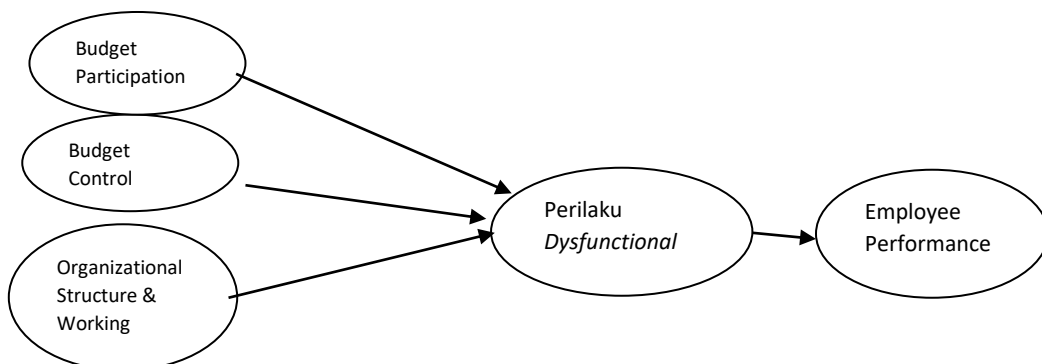 Budget
Participation
Budget
Control
Organizational
Structure &
Working
Perilaku
Dysfunctional
Employee
Performance